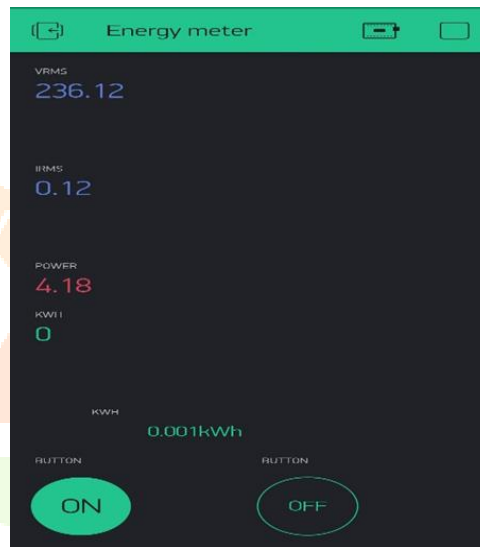 Energy meter
VRMS
236.12
IRMS
0.12
POWER
4.18
KWH
0
KWH
0.001kWh
BUTTON BUTTON
ON OFF